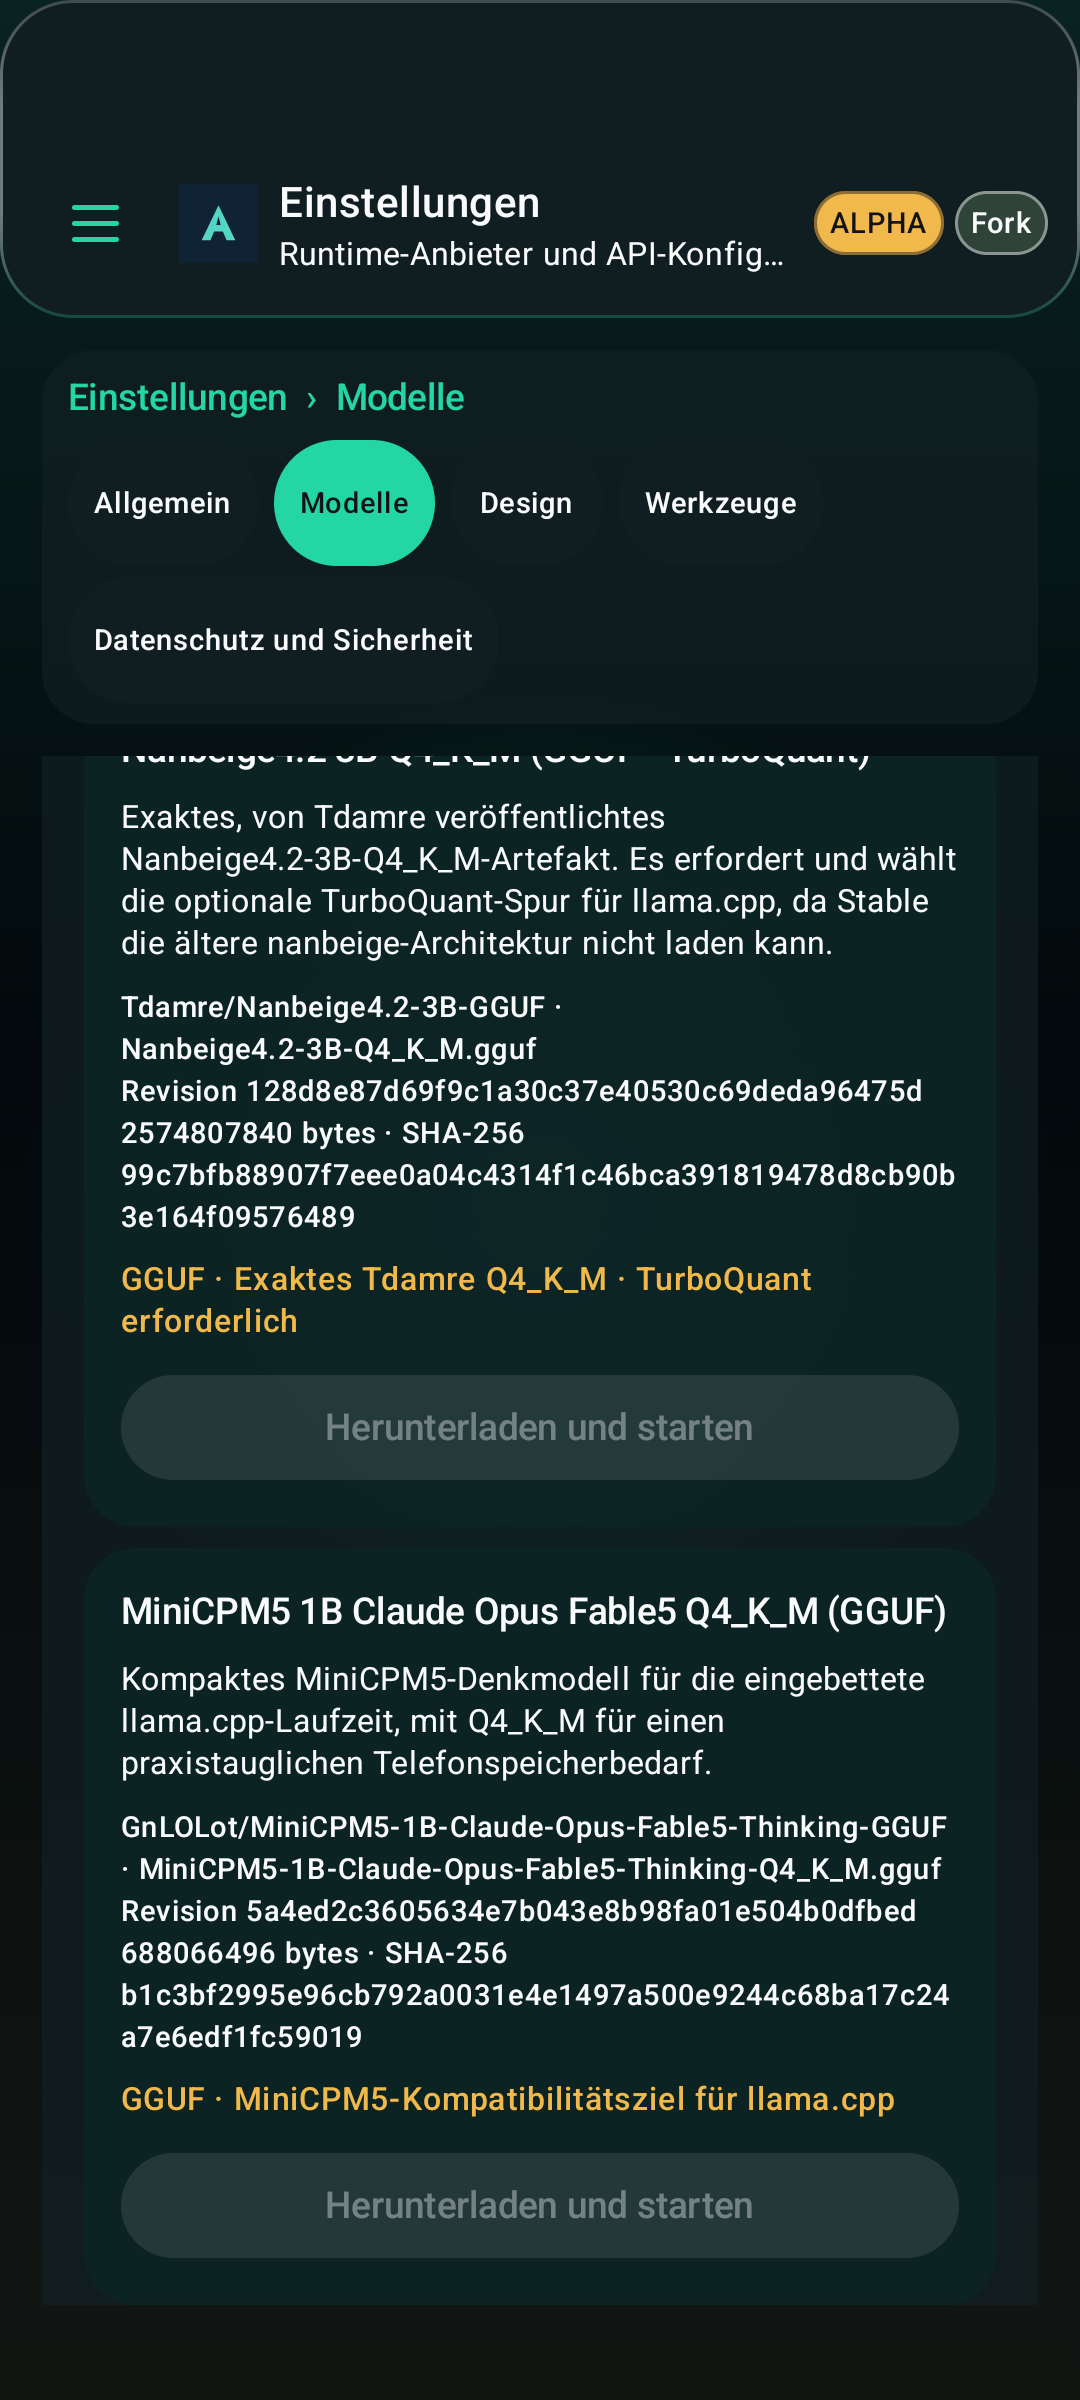 Einstellungen
Runtime-Anbieter und API-Konfig…
ALPHA
Fork
Einstellungen › Modelle
Allgemein
Modelle
Design
Werkzeuge
Datenschutz und Sicherheit
Nanbeige4.2 3B Q4_K_M (GGUF · TurboQuant)
Exaktes, von Tdamre veröffentlichtes
Nanbeige4.2-3B-Q4_K_M-Artefakt. Es erfordert und wählt
die optionale TurboQuant-Spur für llama.cpp, da Stable
die ältere nanbeige-Architektur nicht laden kann.
Tdamre/Nanbeige4.2-3B-GGUF ·
Nanbeige4.2-3B-Q4_K_M.gguf
Revision 128d8e87d69f9c1a30c37e40530c69deda96475d
2574807840 bytes · SHA-256
99c7bfb88907f7eee0a04c4314f1c46bca391819478d8cb90b
3e164f09576489
GGUF · Exaktes Tdamre Q4_K_M · TurboQuant
erforderlich
Herunterladen und starten
MiniCPM5 1B Claude Opus Fable5 Q4_K_M (GGUF)
Kompaktes MiniCPM5-Denkmodell für die eingebettete
llama.cpp-Laufzeit, mit Q4_K_M für einen
praxistauglichen Telefonspeicherbedarf.
GnLOLot/MiniCPM5-1B-Claude-Opus-Fable5-Thinking-GGUF
· MiniCPM5-1B-Claude-Opus-Fable5-Thinking-Q4_K_M.gguf
Revision 5a4ed2c3605634e7b043e8b98fa01e504b0dfbed
688066496 bytes · SHA-256
b1c3bf2995e96cb792a0031e4e1497a500e9244c68ba17c24
a7e6edf1fc59019
GGUF · MiniCPM5-Kompatibilitätsziel für llama.cpp
Herunterladen und starten